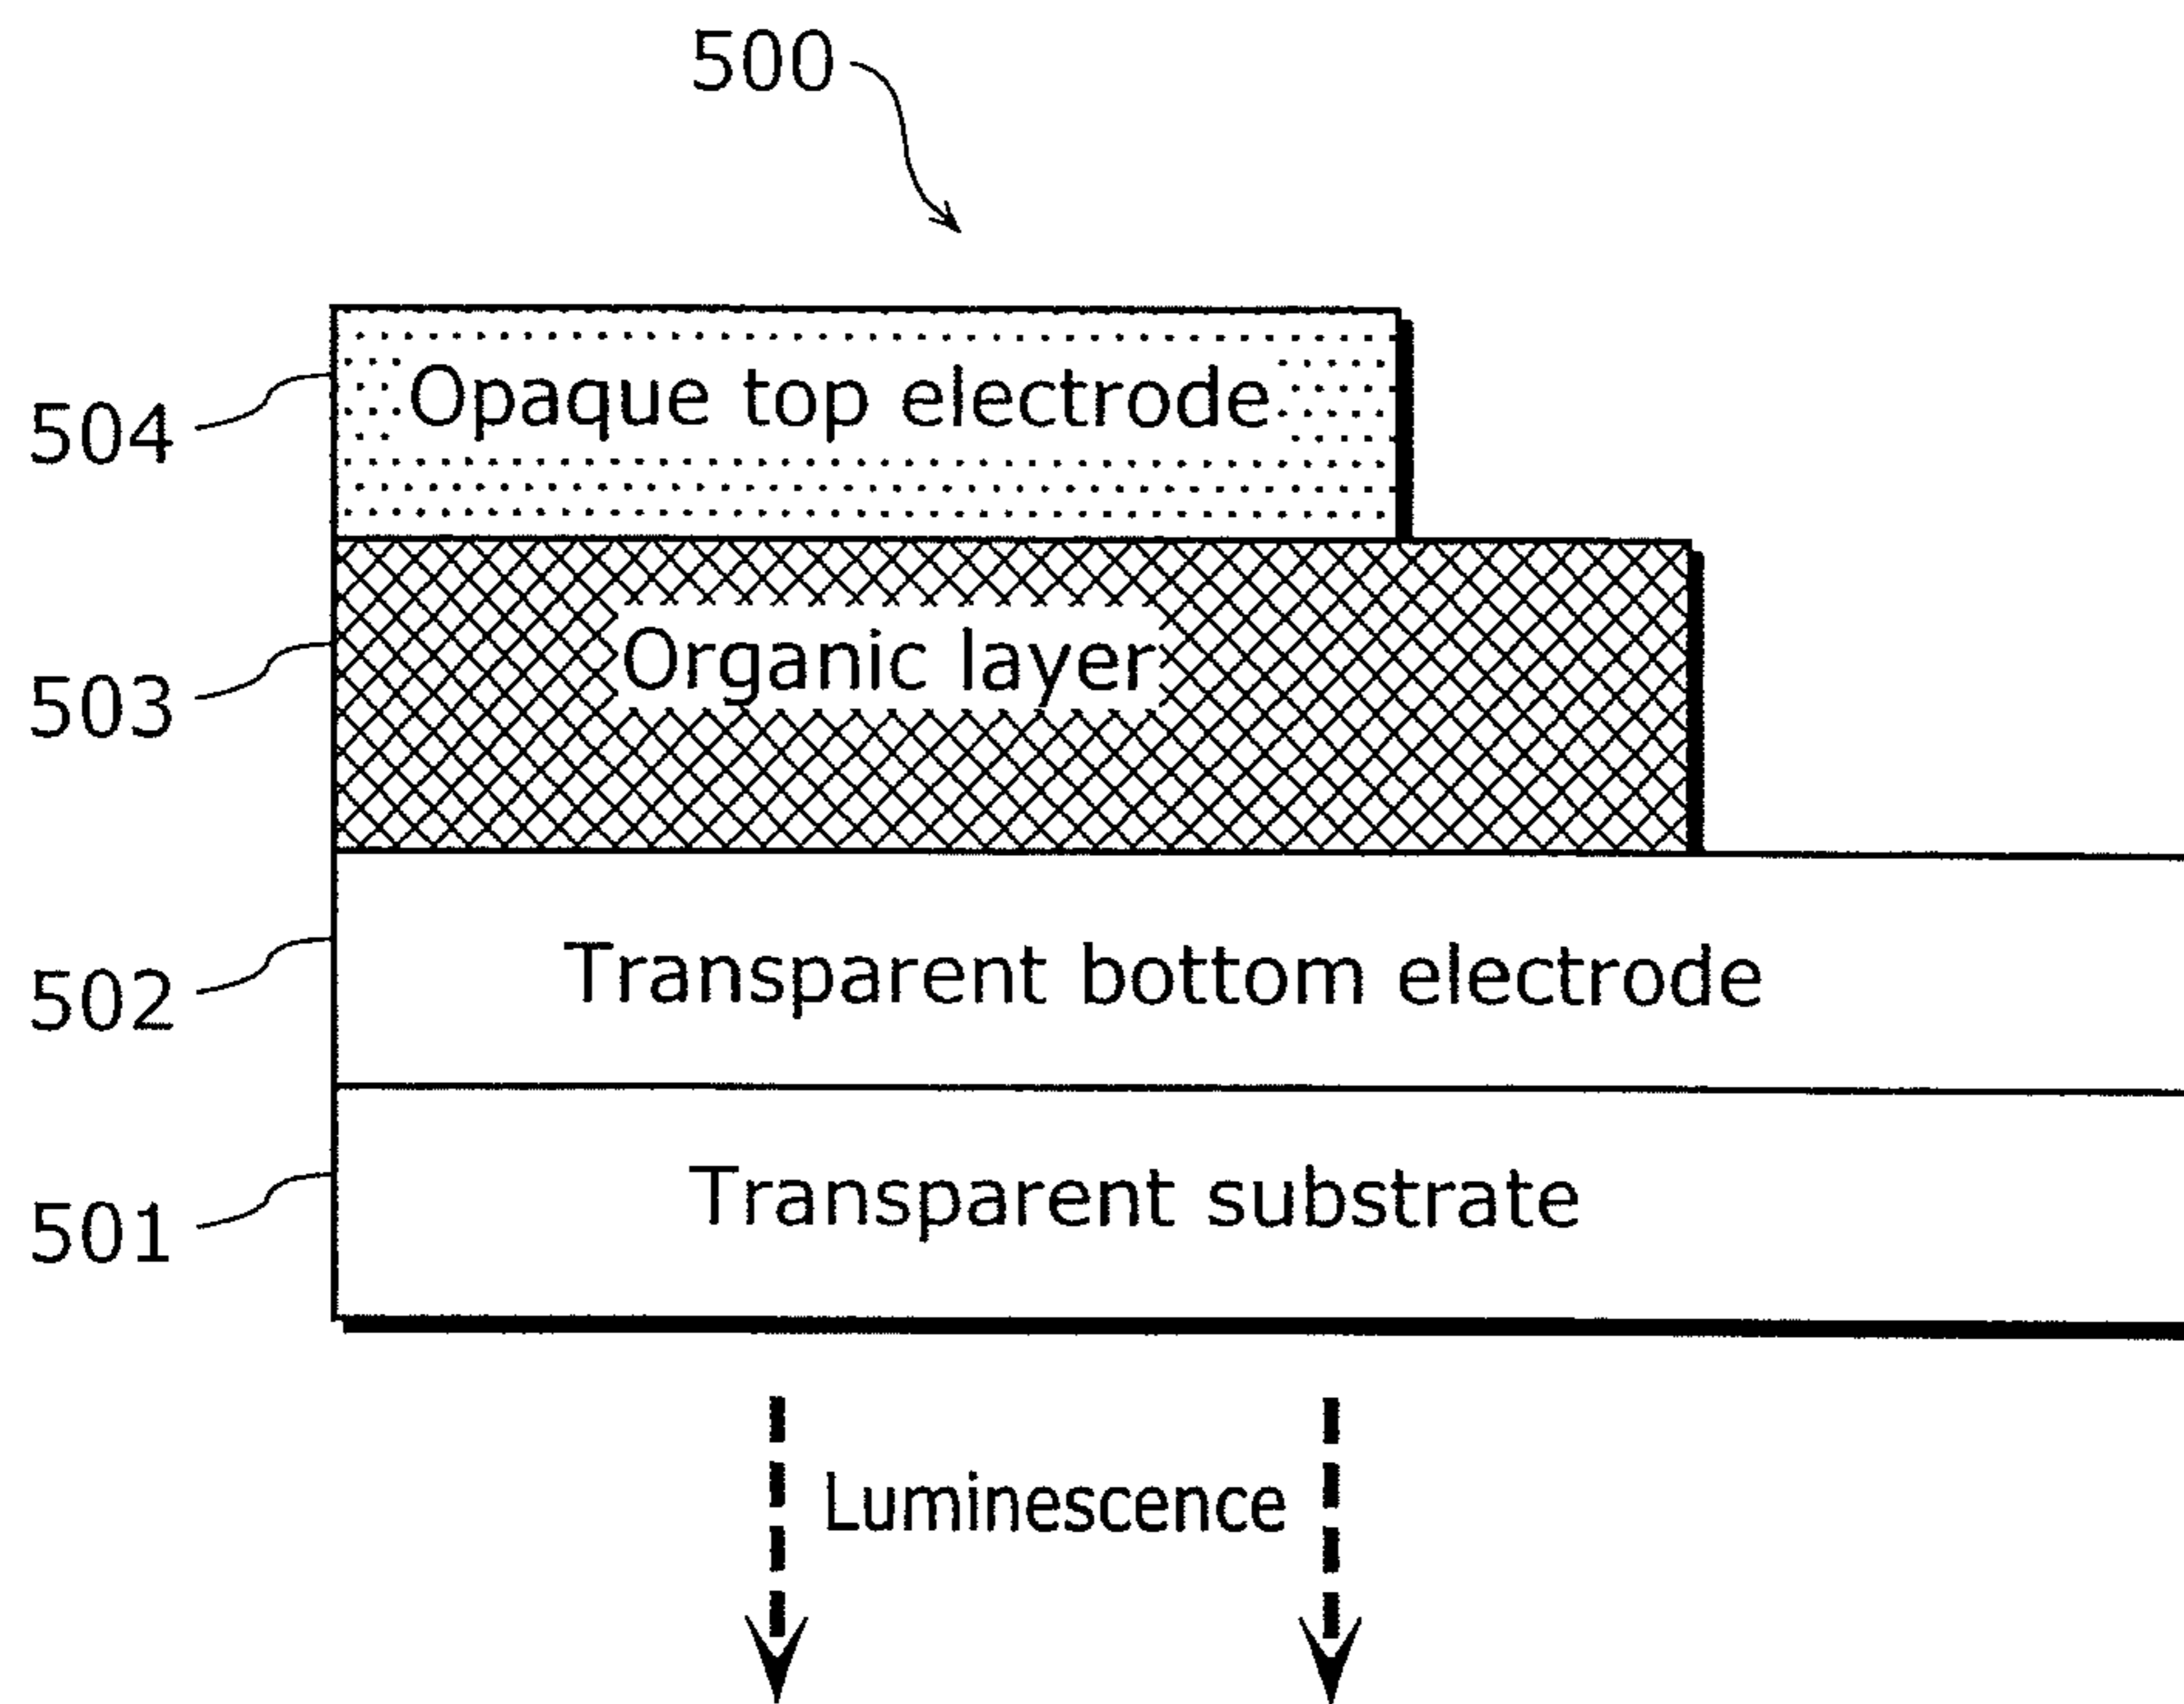 500
504
Opaque top electrode
503
Organic layer
502
Transparent bottom electrode
501
Transparent substrate
Luminescence